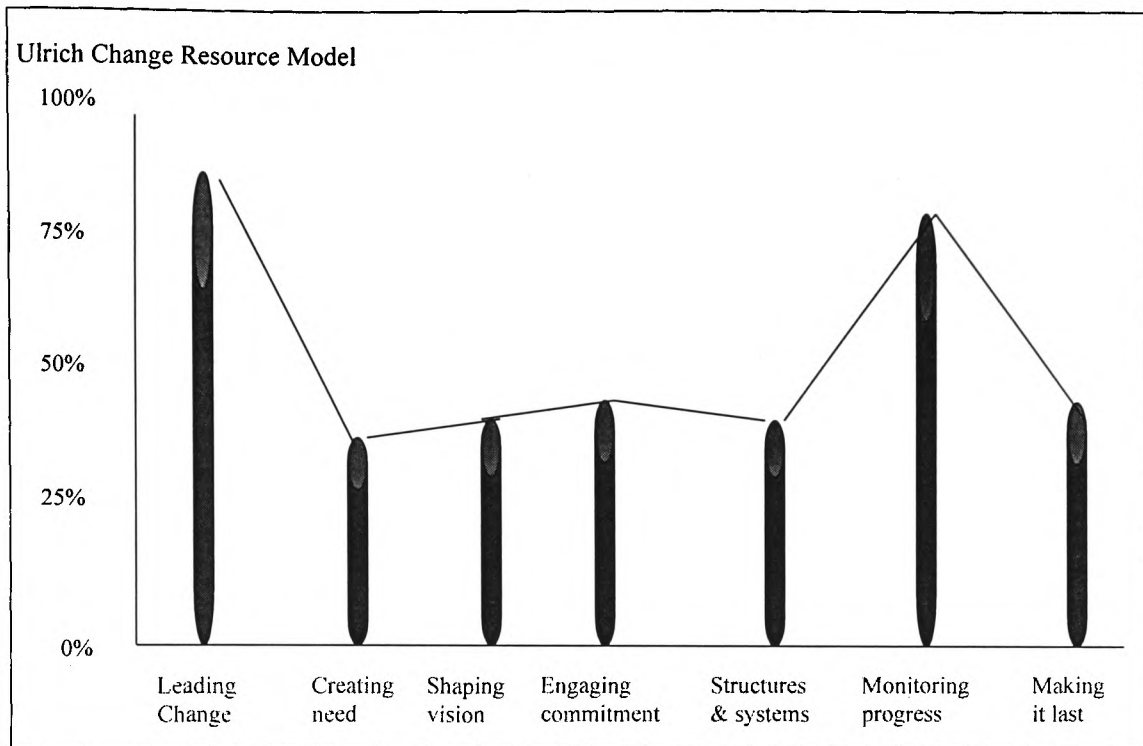 Ulrich Change Resource Model
100%
75%
50%
25%
0%
Leading Change
Creating need
Shaping vision
Engaging commitment
Structures & systems
Monitoring progress
Making it last